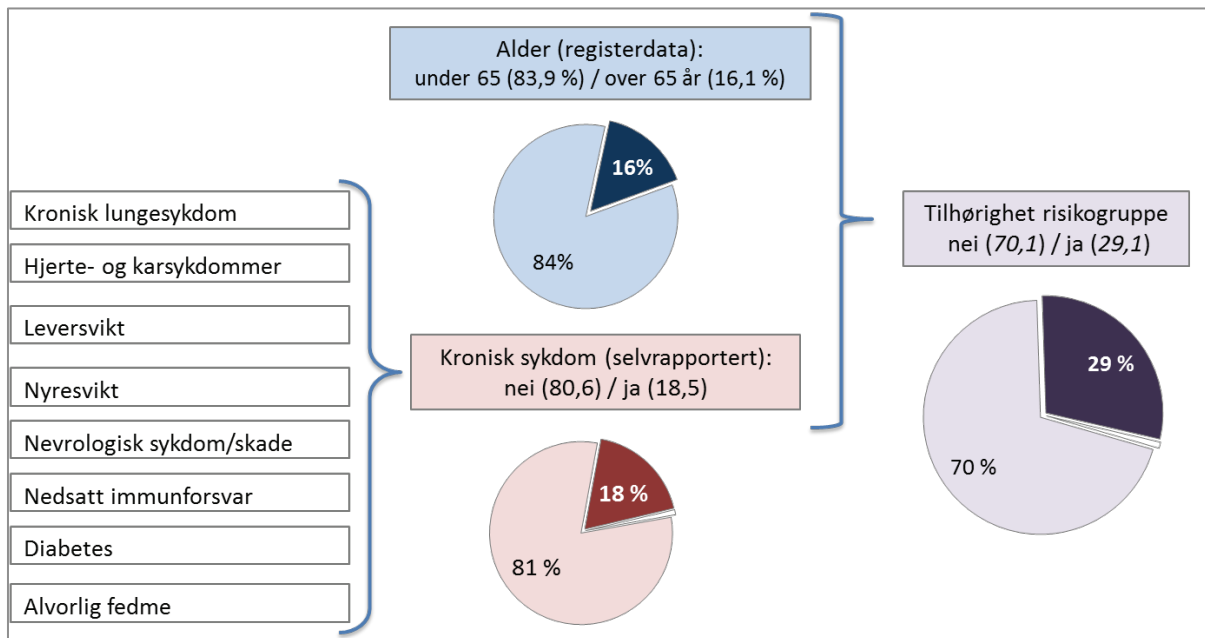 Alder (registerdata):
under 65 (83,9 %) / over 65 år (16,1 %)
16%
84%
Kronisk lungesykdom
Hjerte- og karsykdommer
Leversvikt
Nyresvikt
Nevrologisk sykdom/skade
Nedsatt immunforsvar
Diabetes
Alvorlig fedme
Kronisk sykdom (selvrapportert):
nei (80,6) / ja (18,5)
18 %
81 %
Tilhørighet risikogruppe
nei (70,1) / ja (29,1)
29 %
70 %